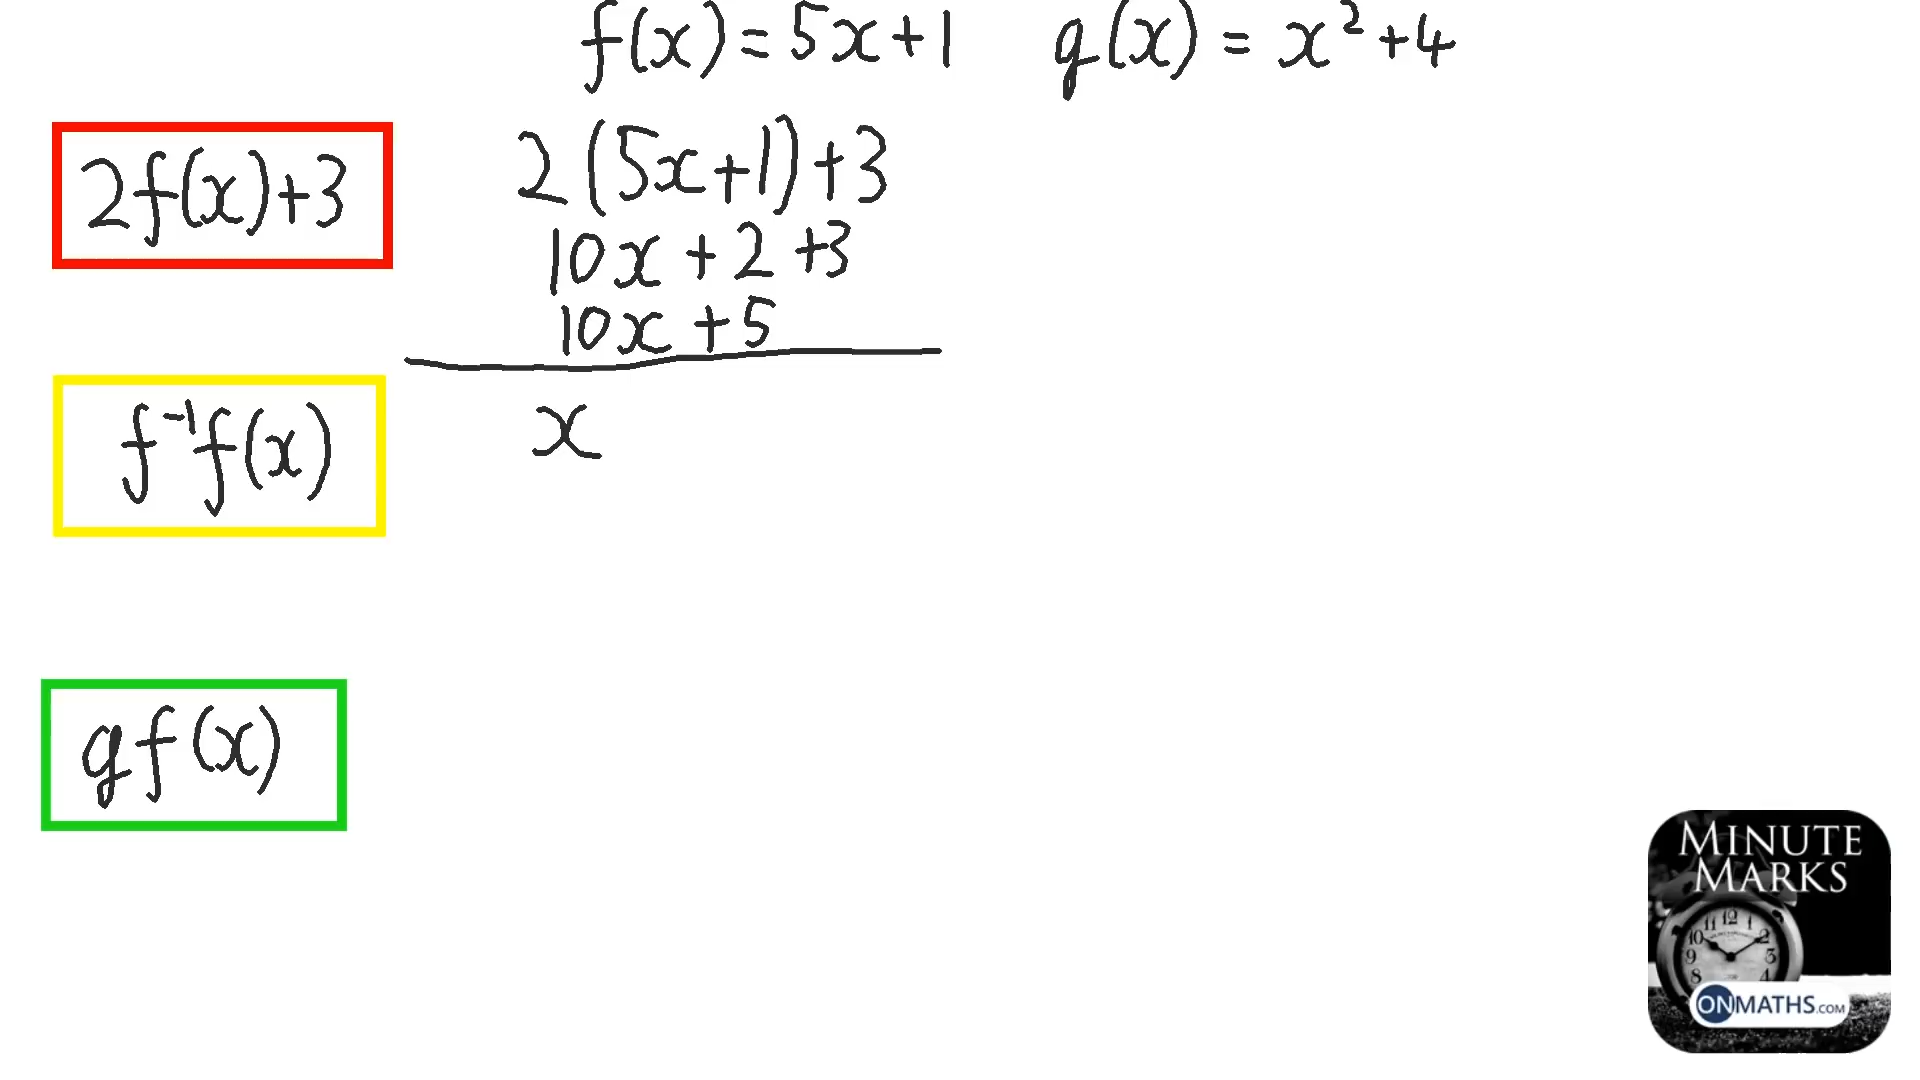 f(x) = 5x+1   g(x) = x²+4
2f(x)+3   2(5x+1)+3
10x + 2 +3
10x + 5
f⁻¹f(x)   x
gf(x)
MINUTE
MARKS
ONMATHS.COM